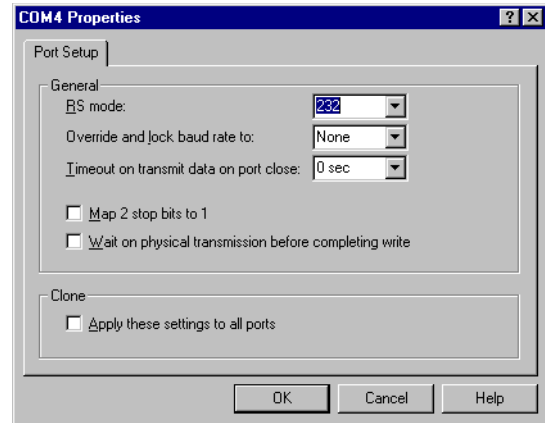 COM4 Properties
Port Setup
General
RS mode: 232
Override and lock baud rate to: None
Timeout on transmit data on port close: 0 sec
Map 2 stop bits to 1
Wait on physical transmission before completing write
Clone
Apply these settings to all ports
OK Cancel Help